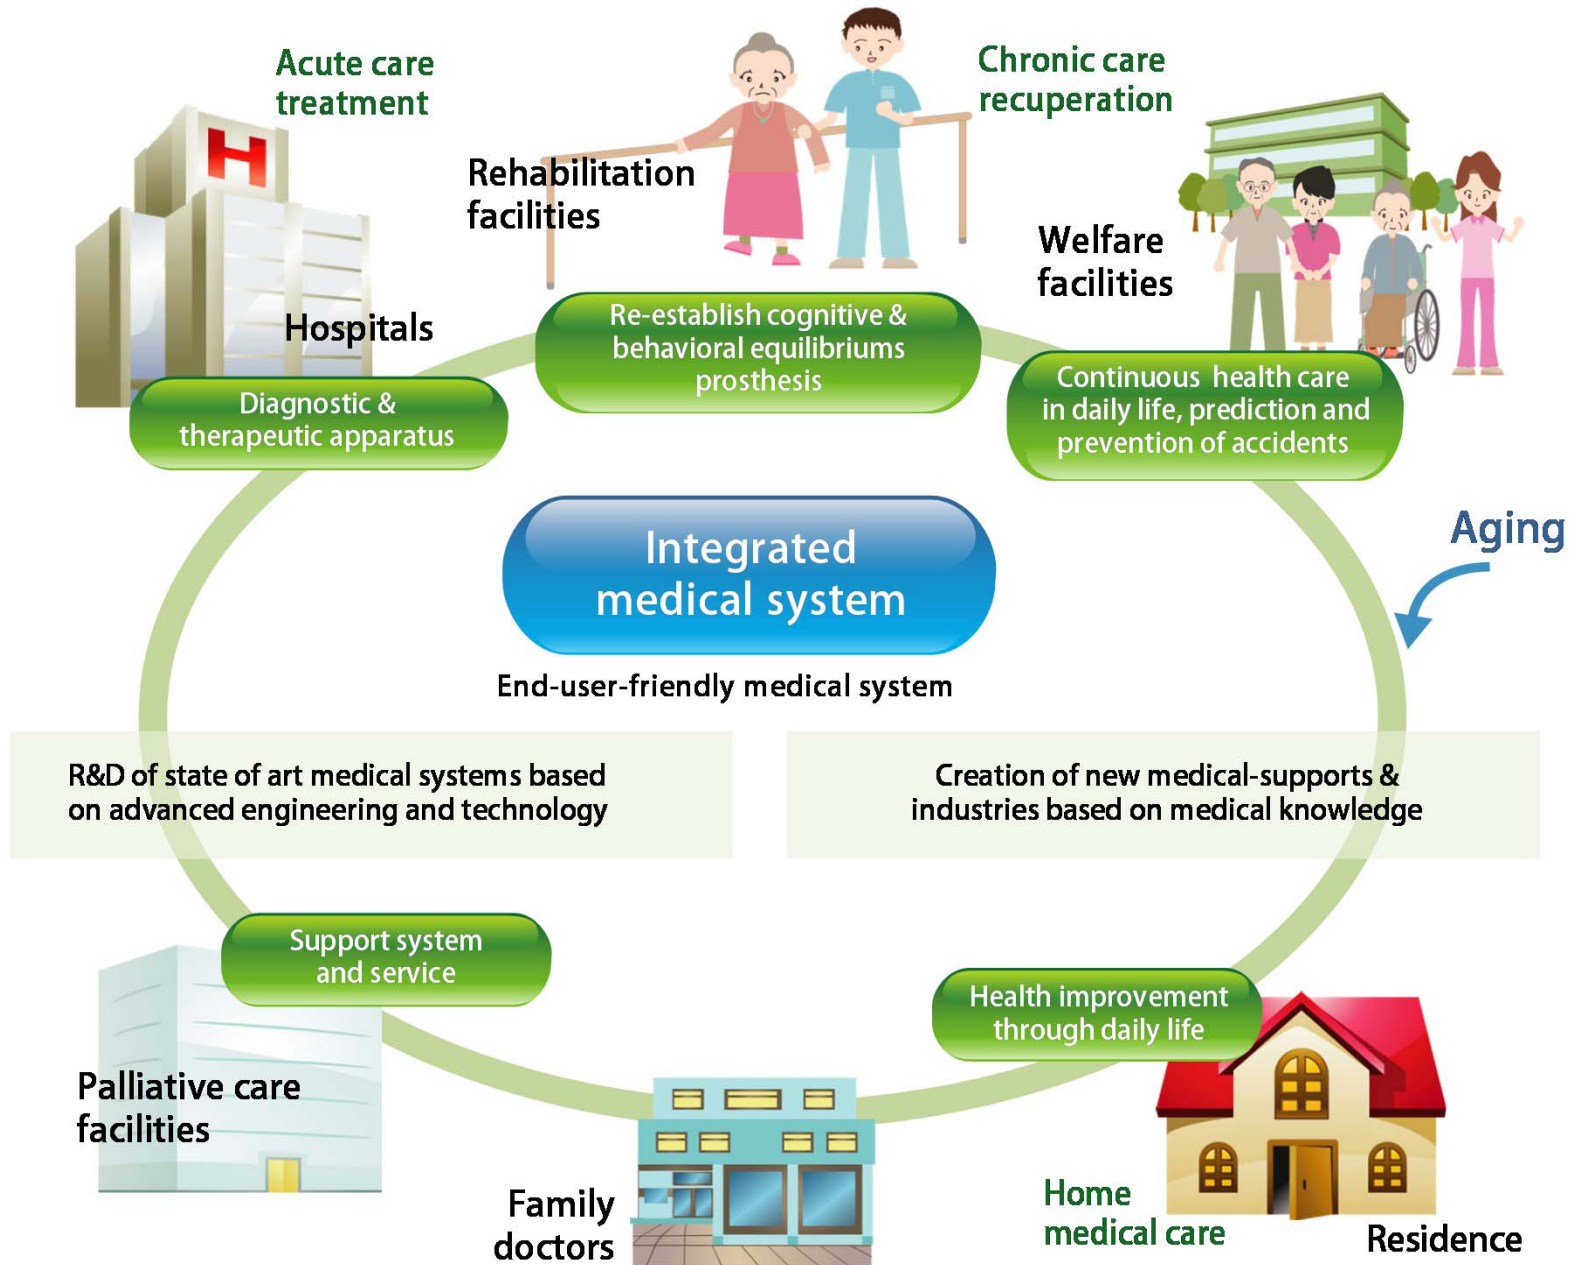 Acute care
treatment
H
Rehabilitation
facilities
Chronic care
recuperation
Welfare
facilities
Hospitals
Diagnostic &
therapeutic apparatus
Re-establish cognitive &
behavioral equilibriums
prosthesis
Continuous health care
in daily life, prediction and
prevention of accidents
Integrated
medical system
Aging
End-user-friendly medical system
R&D of state of art medical systems based
on advanced engineering and technology
Creation of new medical-supports &
industries based on medical knowledge
Support system
and service
Health improvement
through daily life
Palliative care
facilities
Family
doctors
Home
medical care
Residence